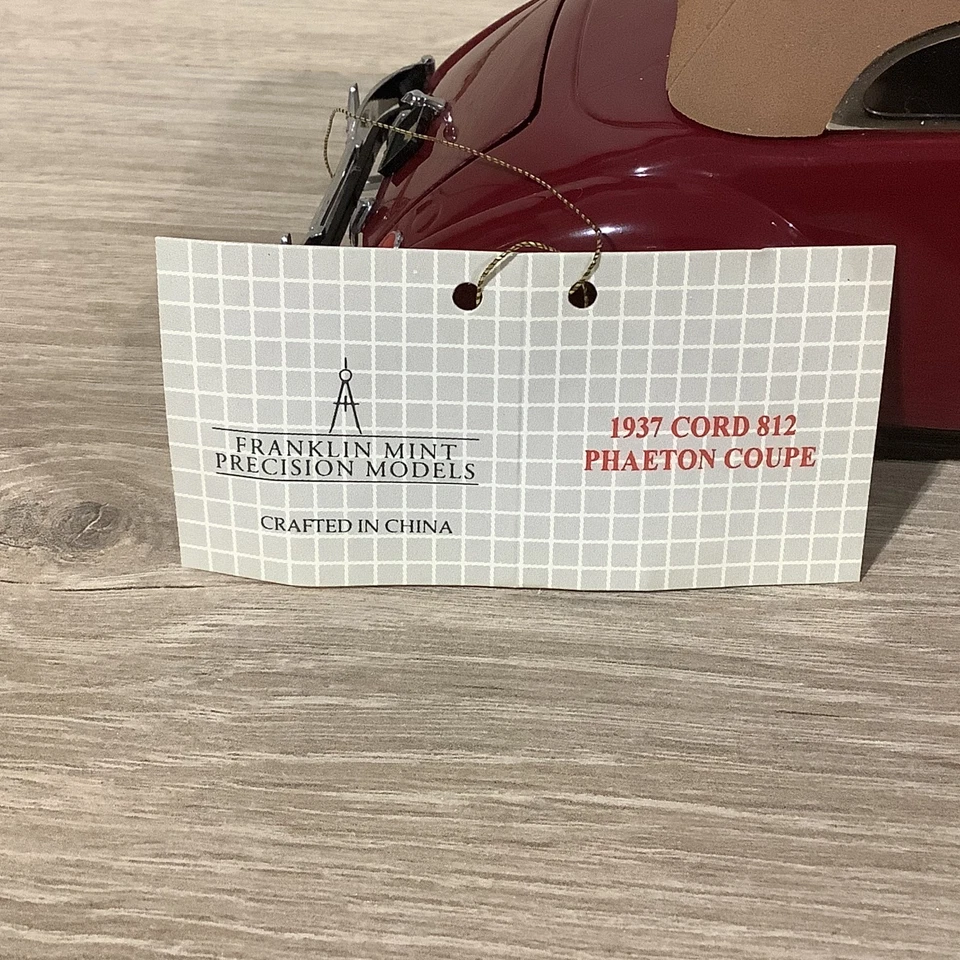 FRANKLIN MINT
PRECISION MODELS
CRAFTED IN CHINA
1937 CORD 812
PHAETON COUPE